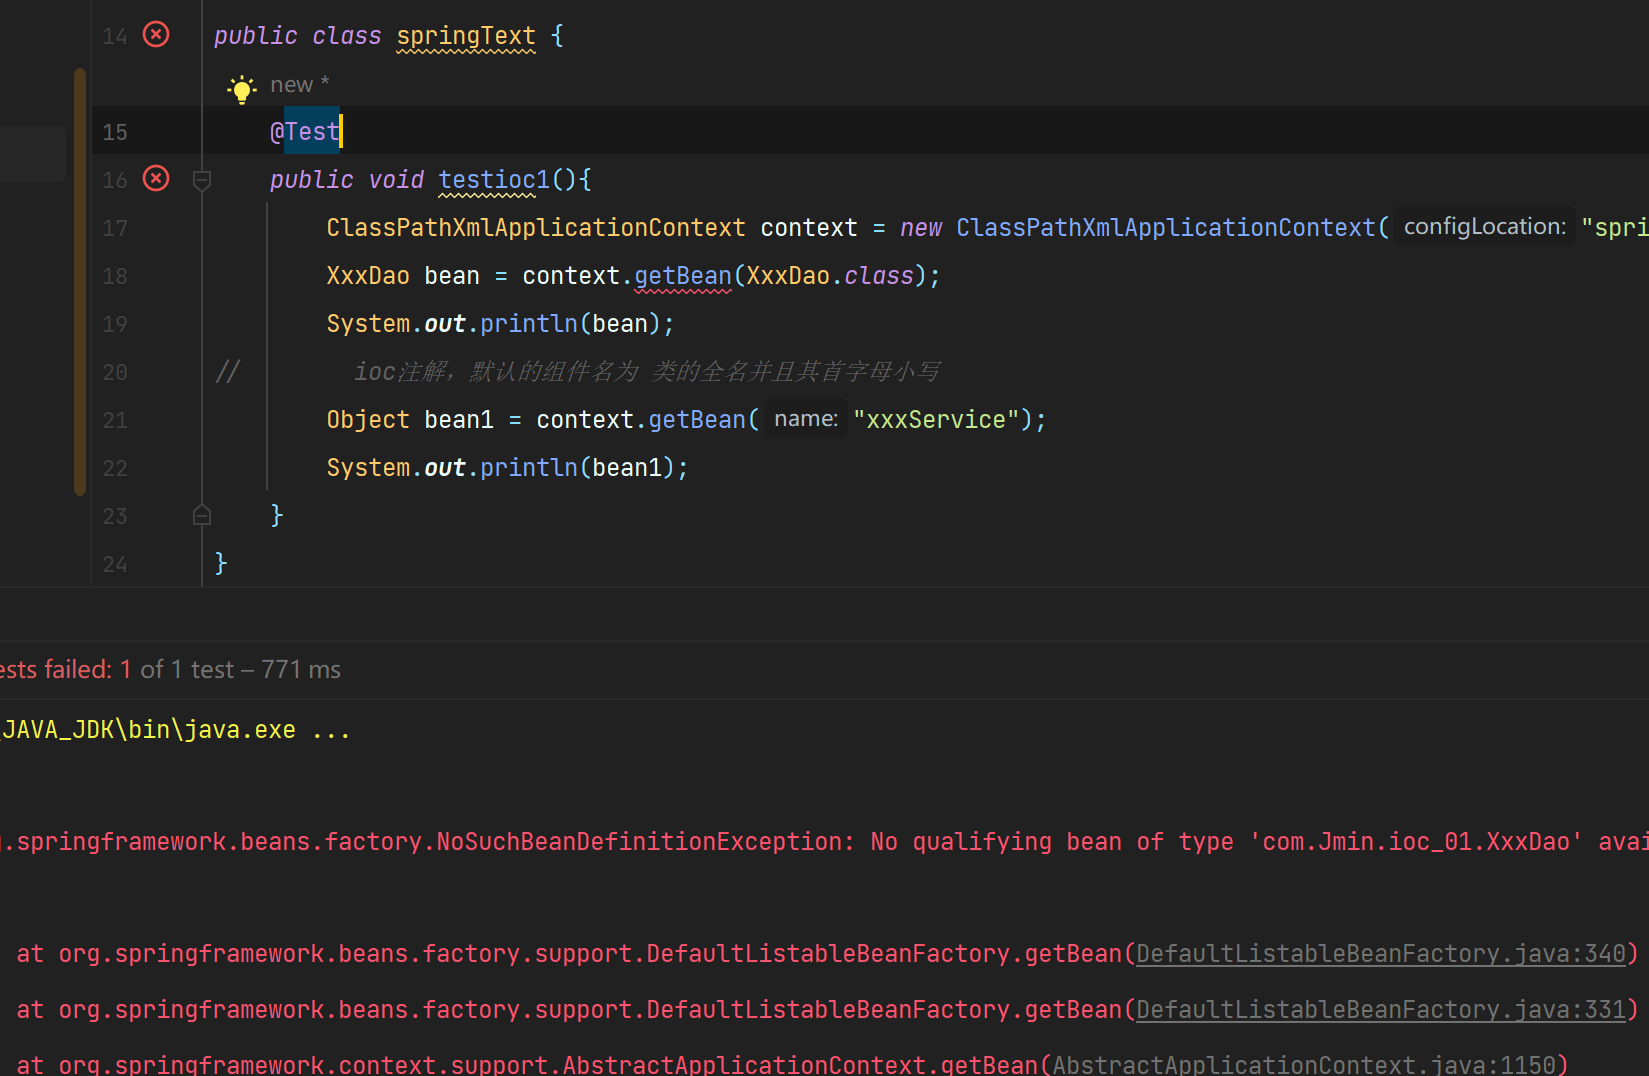 14 public class springText {
new *
15 @Test
16 public void testioc1(){
17 ClassPathXmlApplicationContext context = new ClassPathXmlApplicationContext( configLocation: "spri
18 XxxDao bean = context.getBean(XxxDao.class);
19 System.out.println(bean);
20 // ioc注解，默认的组件名为 类的全名并且其首字母小写
21 Object bean1 = context.getBean( name: "xxxService");
22 System.out.println(bean1);
23 }
24 }
ests failed: 1 of 1 test – 771 ms
JAVA_JDK\bin\java.exe ...
.springframework.beans.factory.NoSuchBeanDefinitionException: No qualifying bean of type 'com.Jmin.ioc_01.XxxDao' avai
at org.springframework.beans.factory.support.DefaultListableBeanFactory.getBean(DefaultListableBeanFactory.java:340)
at org.springframework.beans.factory.support.DefaultListableBeanFactory.getBean(DefaultListableBeanFactory.java:331)
at org.springframework.context.support.AbstractApplicationContext.getBean(AbstractApplicationContext.java:1150)